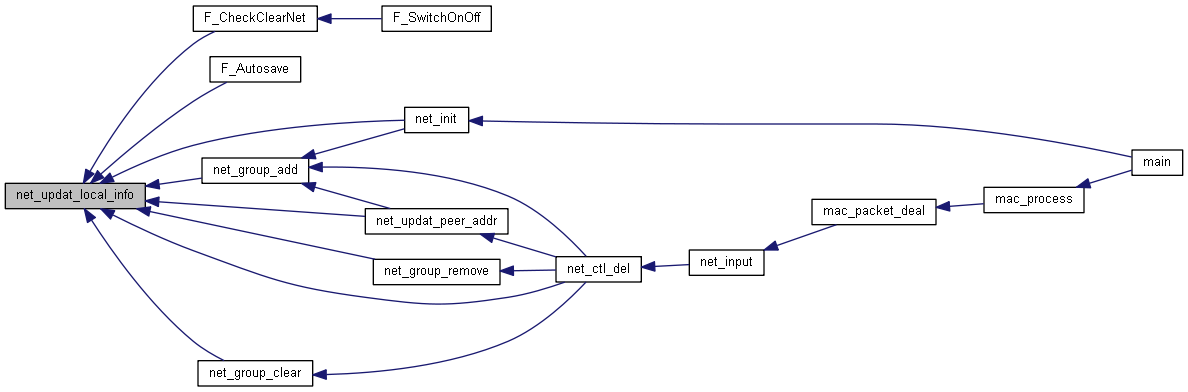 F_CheckClearNet
F_SwitchOnOff
F_Autosave
net_init
main
net_group_add
net_updat_local_info
mac_process
mac_packet_deal
net_updat_peer_addr
net_input
net_ctl_del
net_group_remove
net_group_clear